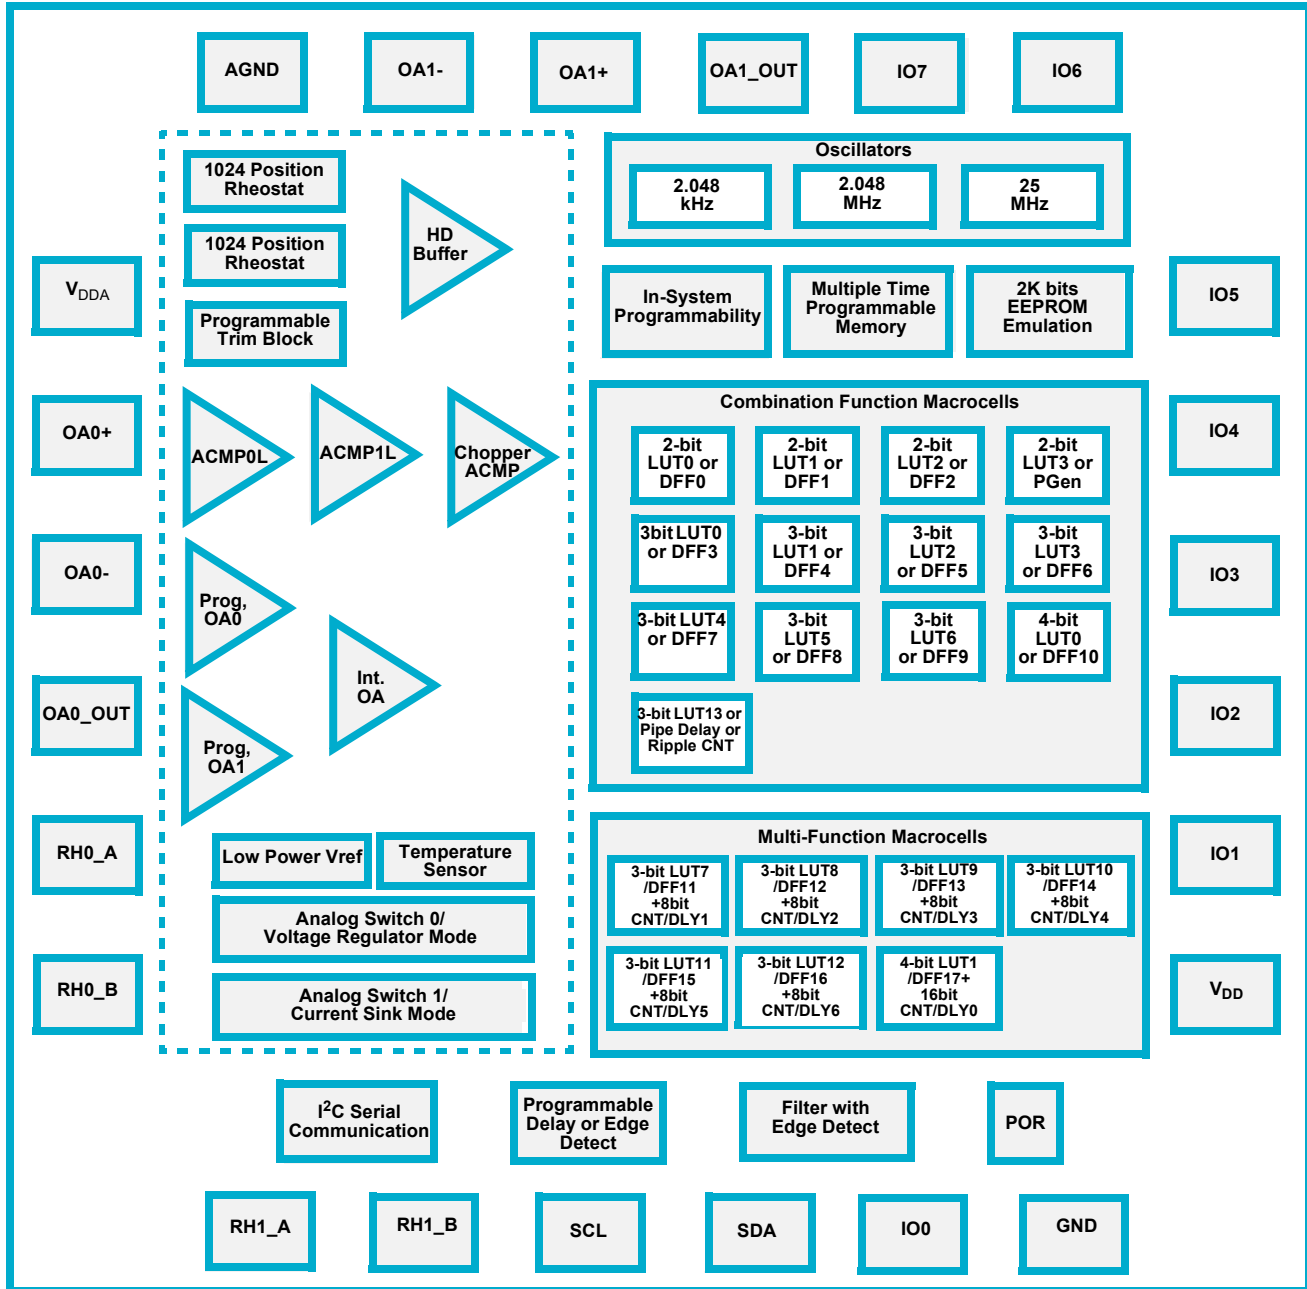 AGND
OA1-
OA1+
OA1_OUT
IO7
IO6
1024 Position
Rheostat
1024 Position
Rheostat
Programmable
Trim Block
HD
Buffer
Oscillators
2.048
kHz
2.048
MHz
25
MHz
In-System
Programmability
Multiple Time
Programmable
Memory
2K bits
EEPROM
Emulation
VDDA
OA0+
OA0-
OA0_OUT
RH0_A
RH0_B
IO5
IO4
IO3
IO2
IO1
VDD
ACMP0L
ACMP1L
Chopper
ACMP
Prog,
OA0
Int.
OA
Prog,
OA1
Low Power Vref
Temperature
Sensor
Analog Switch 0/
Voltage Regulator Mode
Analog Switch 1/
Current Sink Mode
Combination Function Macrocells
2-bit
LUT0 or
DFF0
2-bit
LUT1 or
DFF1
2-bit
LUT2 or
DFF2
2-bit
LUT3 or
PGen
3bit LUT0
or DFF3
3-bit
LUT1 or
DFF4
3-bit
LUT2
or DFF5
3-bit
LUT3
or DFF6
3-bit LUT4
or DFF7
3-bit
LUT5
or DFF8
3-bit
LUT6
or DFF9
4-bit
LUT0
or DFF10
3-bit LUT13 or
Pipe Delay or
Ripple CNT
Multi-Function Macrocells
3-bit LUT7
/DFF11
+8bit
CNT/DLY1
3-bit LUT8
/DFF12
+8bit
CNT/DLY2
3-bit LUT9
/DFF13
+8bit
CNT/DLY3
3-bit LUT10
/DFF14
+8bit
CNT/DLY4
3-bit LUT11
/DFF15
+8bit
CNT/DLY5
3-bit LUT12
/DFF16
+8bit
CNT/DLY6
4-bit LUT1
/DFF17+
16bit
CNT/DLY0
I2C Serial
Communication
Programmable
Delay or Edge
Detect
Filter with
Edge Detect
POR
RH1_A
RH1_B
SCL
SDA
IO0
GND